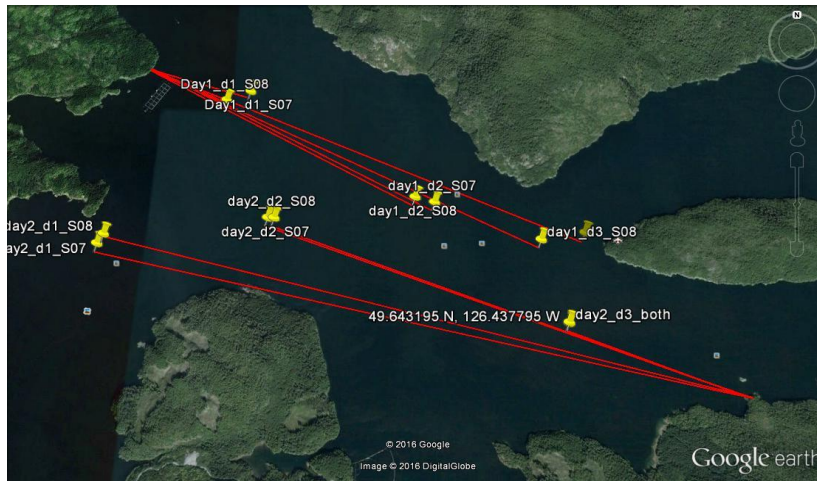 N
Day1_d1_S08
Day1_d1_S07
day1_d2_S07
day2_d2_S08
day1_d2_S08
day2_d1_S08
day2_d2_S07
day1_d3_S08
ay2_d1_S07
49.643195 N, 126.437795 W
day2_d3_both
© 2016 Google
Image © 2016 DigitalGlobe
Google earth